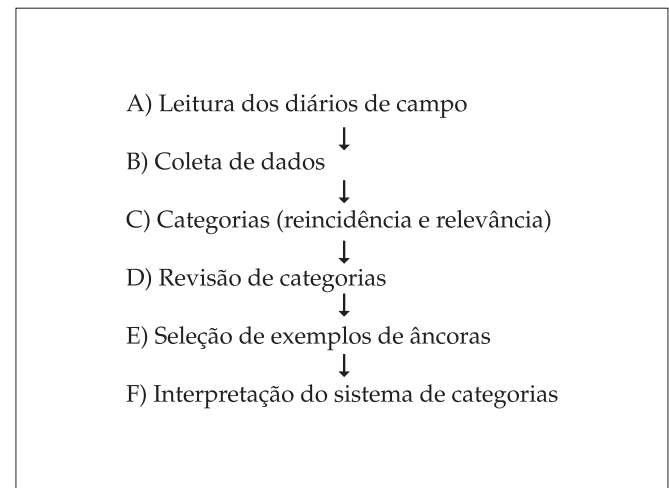 A) Leitura dos diários de campo
B) Coleta de dados
C) Categorias (reincidência e relevância)
D) Revisão de categorias
E) Seleção de exemplos de âncoras
F) Interpretação do sistema de categorias